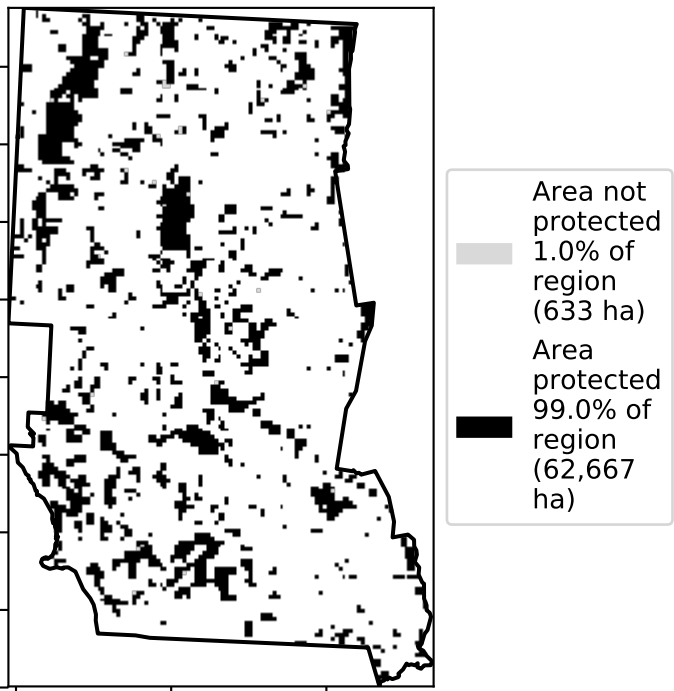 Area not
protected
1.0% of
region
(633 ha)
Area
protected
99.0% of
region
(62,667
ha)